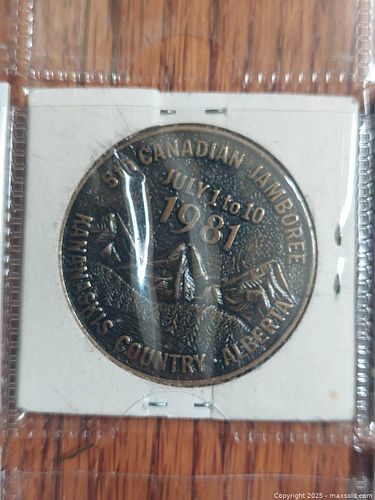 5th CANADIAN JAMBOREE
JULY 1 to 10
1981
KANANASKIS COUNTRY . ALBERTA
Copyright 2025 - maxsold.com